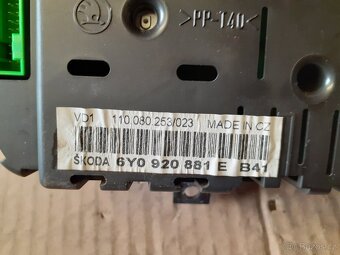 >PP-T40<
VD1 110.080.253/023 MADE IN CZ
ŠKODA 6Y0 920 881 E B41